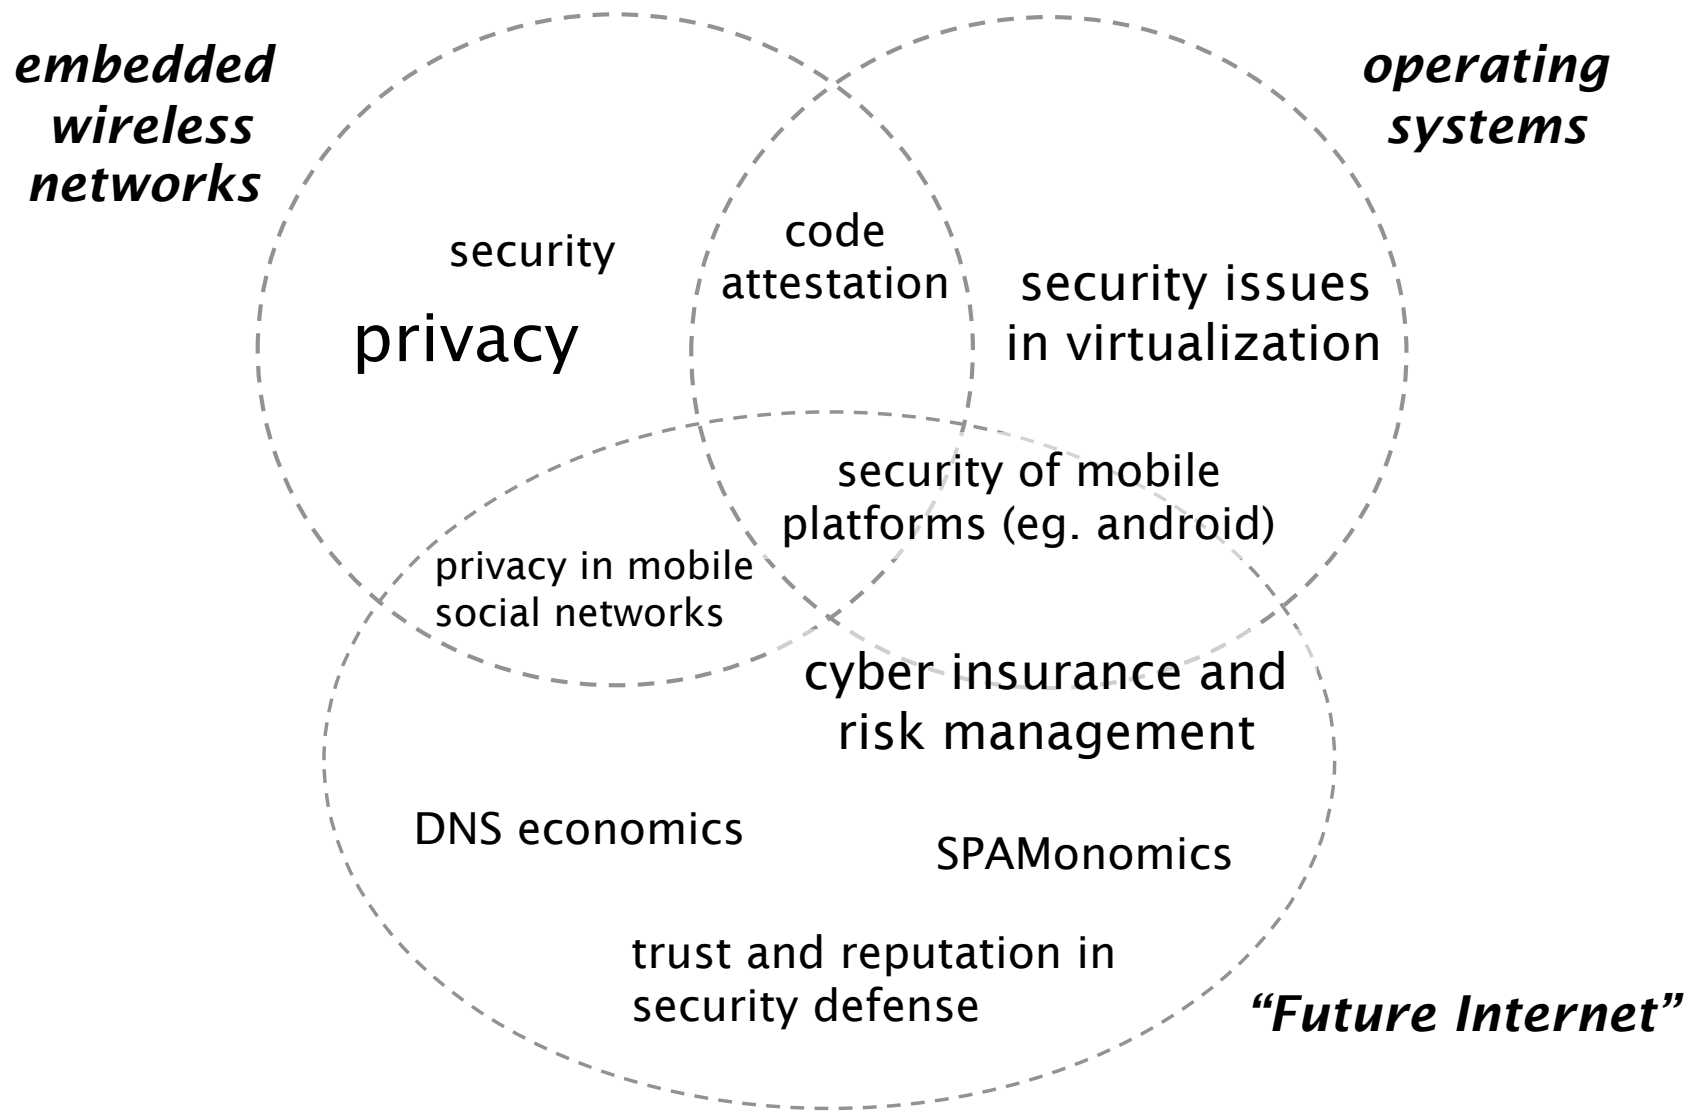 embedded
wireless
networks
operating
systems
security
privacy
code
attestation
security issues
in virtualization
security of mobile
platforms (eg. android)
privacy in mobile
social networks
cyber insurance and
risk management
DNS economics
SPAMonomics
trust and reputation in
security defense
“Future Internet”